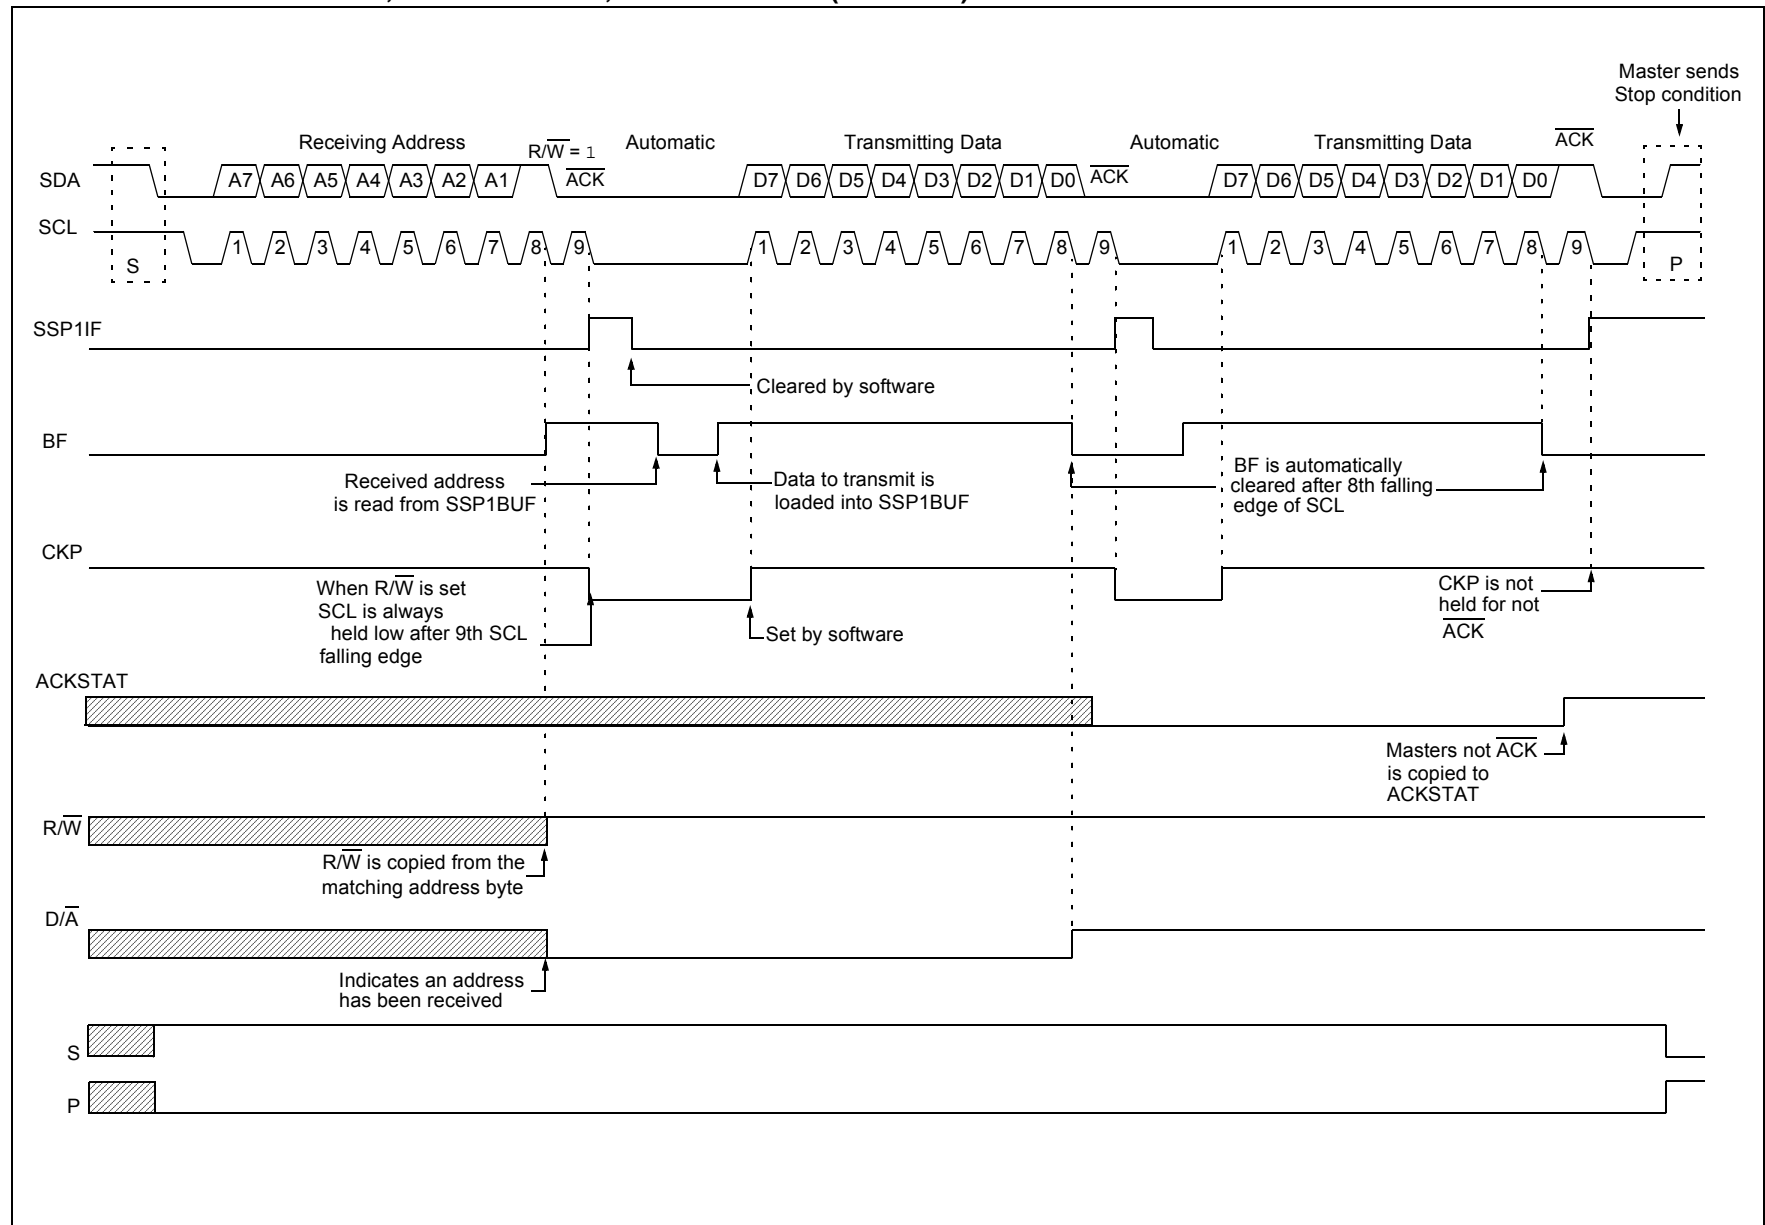 Master sends
Stop condition
Receiving Address
R/W̅ = 1
Automatic
Transmitting Data
Automatic
Transmitting Data
A̅C̅K̅
SDA
A7 A6 A5 A4 A3 A2 A1
A̅C̅K̅
D7 D6 D5 D4 D3 D2 D1 D0
A̅C̅K̅
D7 D6 D5 D4 D3 D2 D1 D0
SCL
1 2 3 4 5 6 7 8 9
1 2 3 4 5 6 7 8 9
1 2 3 4 5 6 7 8 9
S
P
SSP1IF
Cleared by software
BF
Received address
is read from SSP1BUF
Data to transmit is
loaded into SSP1BUF
BF is automatically
cleared after 8th falling
edge of SCL
CKP
When R/W̅ is set
SCL is always
held low after 9th SCL
falling edge
Set by software
CKP is not
held for not
A̅C̅K̅
ACKSTAT
Masters not A̅C̅K̅
is copied to
ACKSTAT
R/W̅
R/W̅ is copied from the
matching address byte
D/A̅
Indicates an address
has been received
S
P